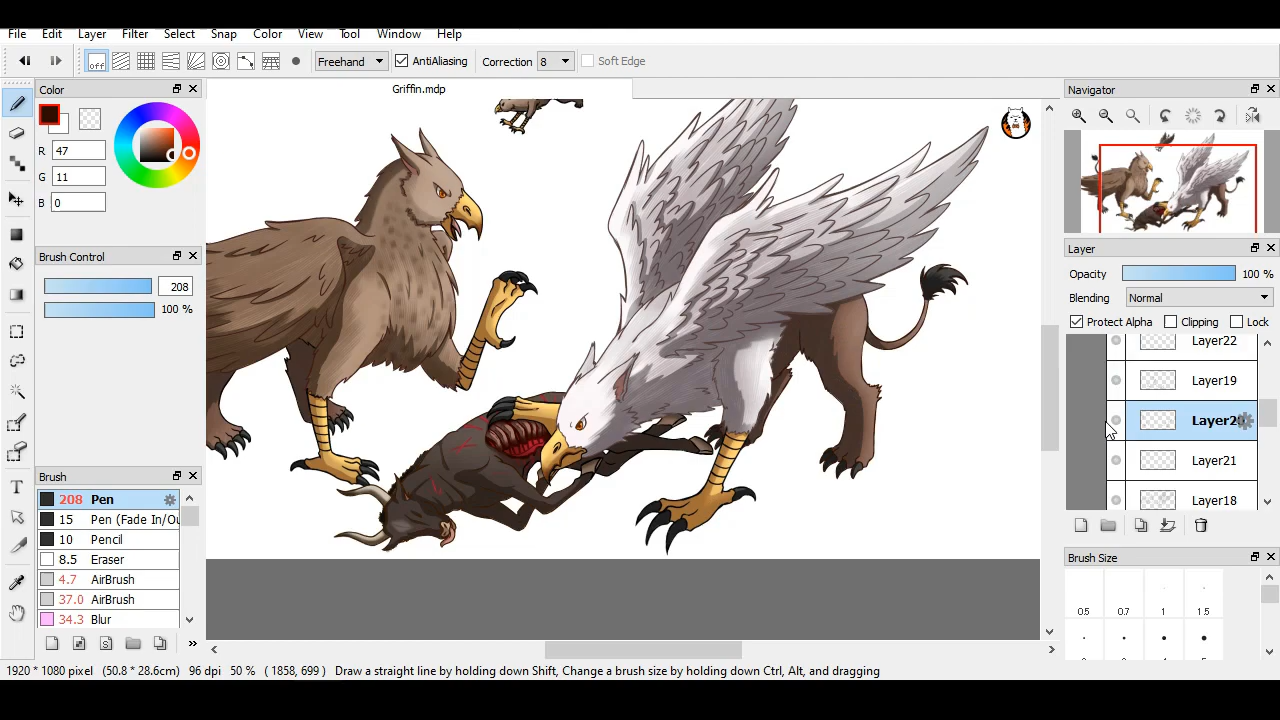 File Edit Layer Filter Select Snap Color View Tool Window Help
off Freehand AntiAliasing Correction 8 Soft Edge
Color Griffin.mdp Navigator
R 47
G 11
B 0
Brush Control Layer
208 Opacity 100 %
100 % Blending Normal
Protect Alpha Clipping Lock
Layer22
Layer19
Layer2
Layer21
Brush Layer18
208 Pen
15 Pen (Fade In/Ou
10 Pencil
8.5 Eraser Brush Size
4.7 AirBrush
37.0 AirBrush 0.5 0.7 1 1.5
34.3 Blur
1920 * 1080 pixel (50.8 * 28.6cm) 96 dpi 50 % ( 1858, 699 ) Draw a straight line by holding down Shift, Change a brush size by holding down Ctrl, Alt, and dragging